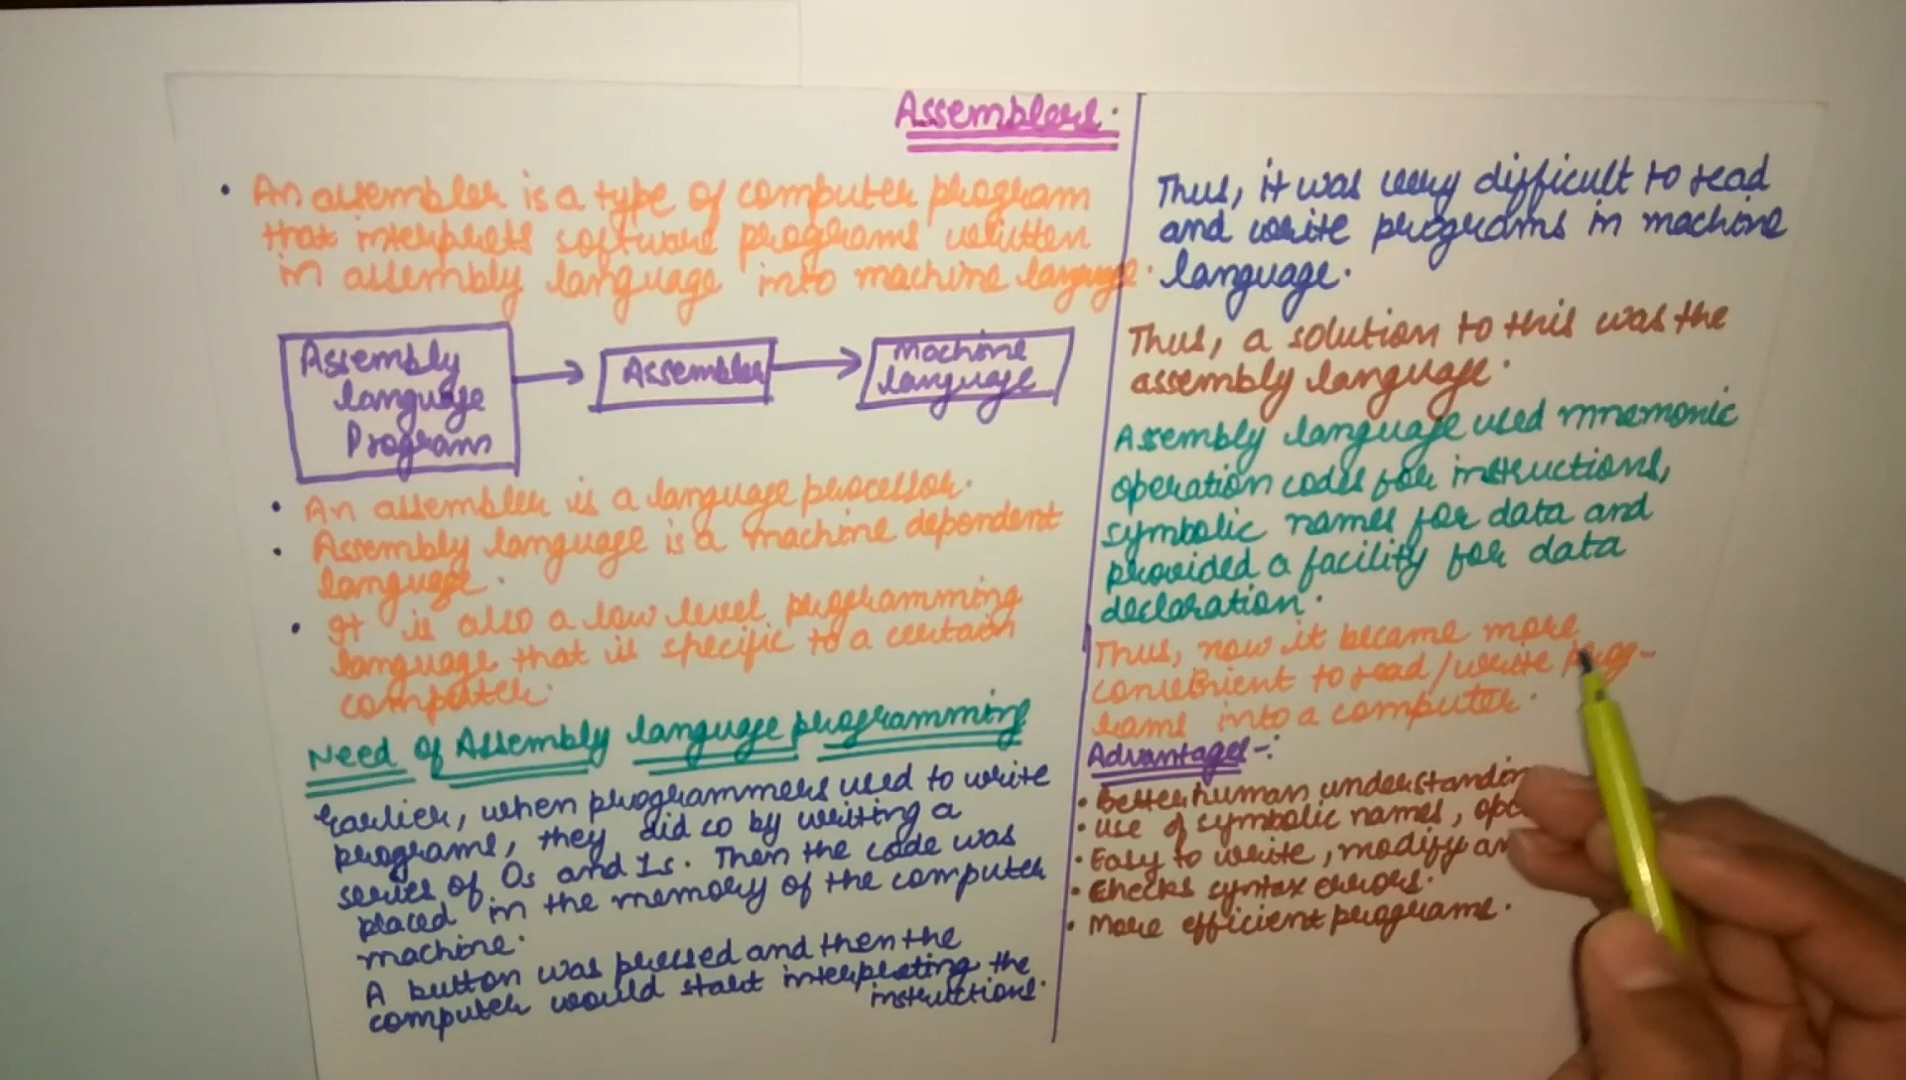 Assemblers.
• An assembler is a type of computer program
that interprets software programs written
in assembly language into machine language.
Assembly
language
Program
Assembler
Machine
language
• An assembler is a language processor.
• Assembly language is a machine dependent
language.
• It is also a low level programming
language that is specific to a certain
computer.
Need of Assembly language programming
Earlier, when programmers used to write
programs, they did so by writing a
series of 0s and 1s. Then the code was
placed in the memory of the computer
machine.
A button was pressed and then the
computer would start interpreting the
instructions.
Thus, it was very difficult to read
and write programs in machine
language.
Thus, a solution to this was the
assembly language.
Assembly language used mnemonic
operation codes for instructions,
symbolic names for data and
provided a facility for data
declaration.
Thus, now it became more
convenient to read/write prog-
rams into a computer.
Advantages -:
• Better human understandin
• use of symbolic names,
• Easy to write, modify an
• Checks syntax errors.
• More efficient programs.